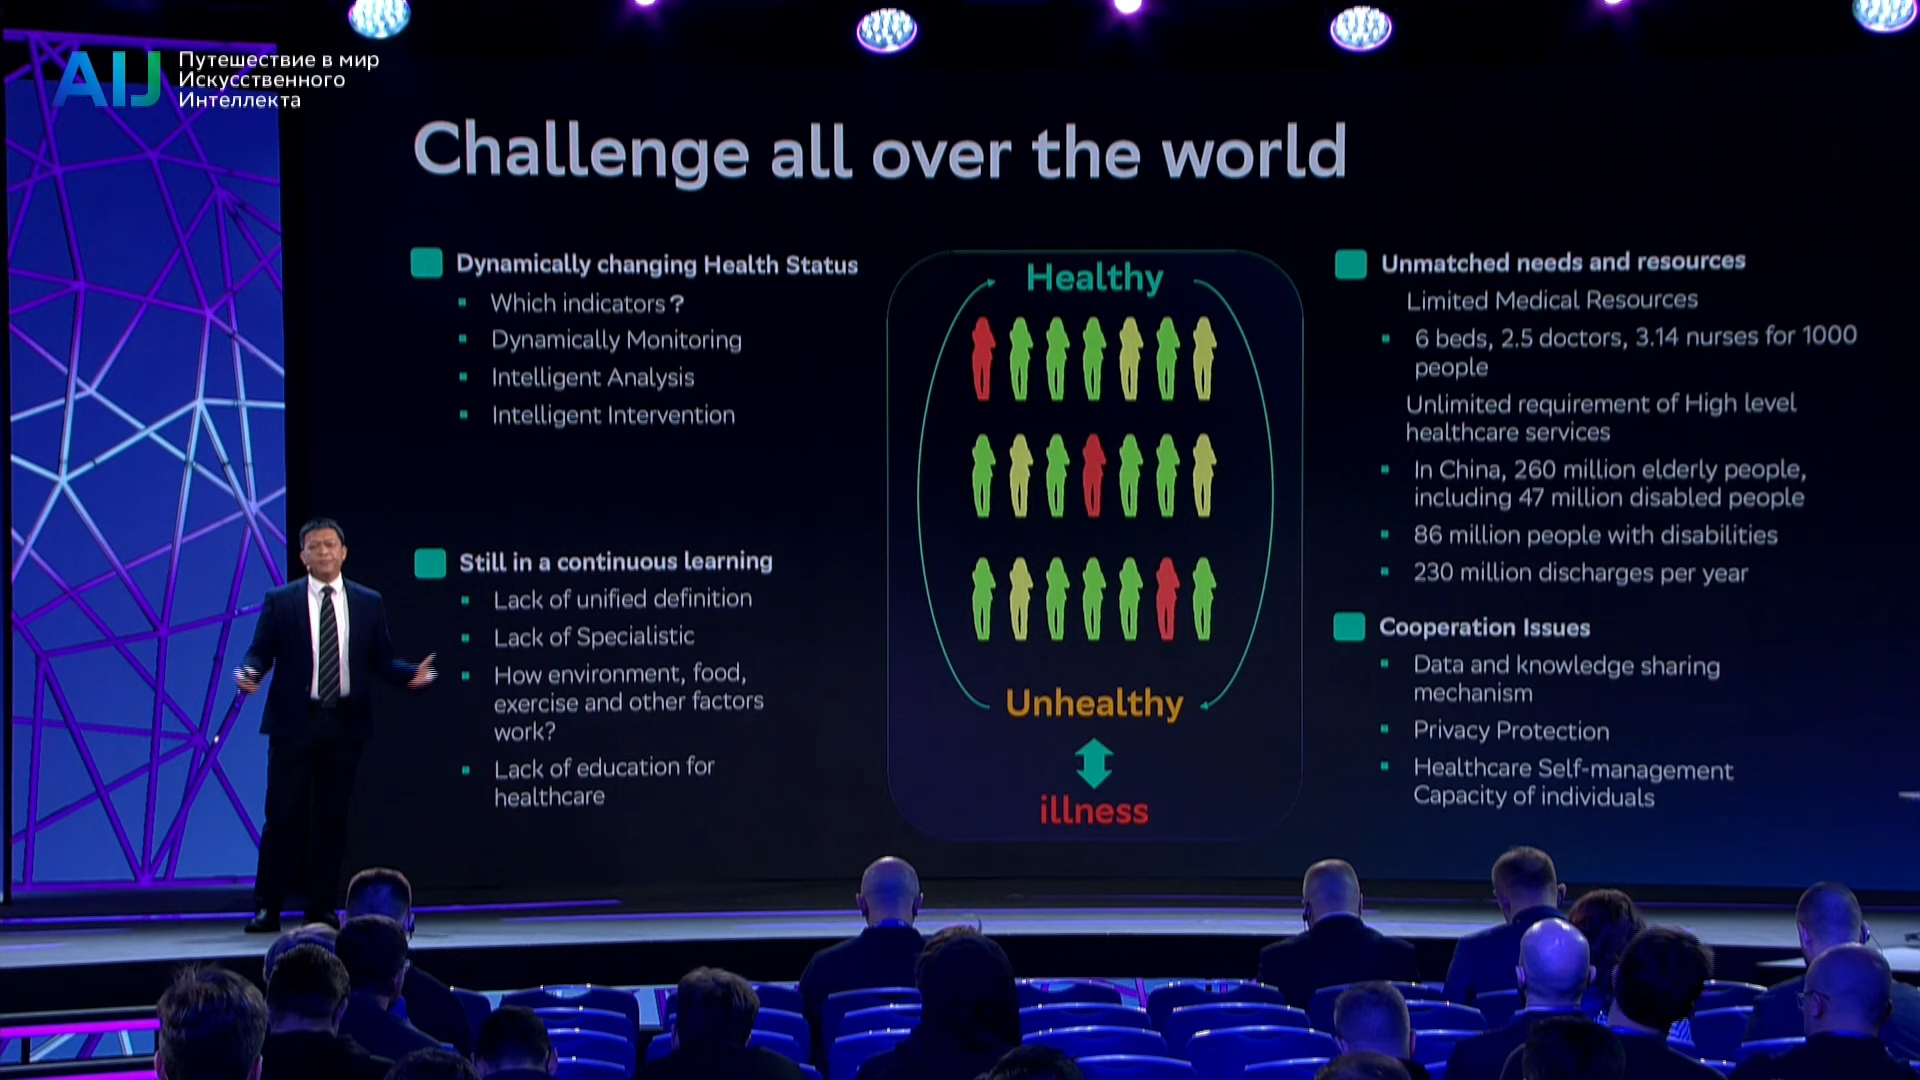 AIJ
Путешествие в мир
Искусственного
Интеллекта
Challenge all over the world
Dynamically changing Health Status
Which indicators?
Dynamically Monitoring
Intelligent Analysis
Intelligent Intervention
Still in a continuous learning
Lack of unified definition
Lack of Specialistic
How environment, food,
exercise and other factors
work?
Lack of education for
healthcare
Healthy
Unhealthy
illness
Unmatched needs and resources
Limited Medical Resources
6 beds, 2.5 doctors, 3.14 nurses for 1000
people
Unlimited requirement of High level
healthcare services
In China, 260 million elderly people,
including 47 million disabled people
86 million people with disabilities
230 million discharges per year
Cooperation Issues
Data and knowledge sharing
mechanism
Privacy Protection
Healthcare Self-management
Capacity of individuals